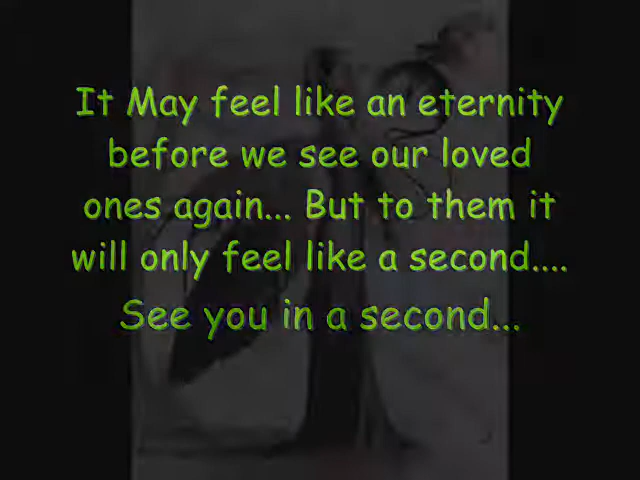 It May feel like an eternity
before we see our loved
ones again... But to them it
will only feel like a second....
See you in a second...